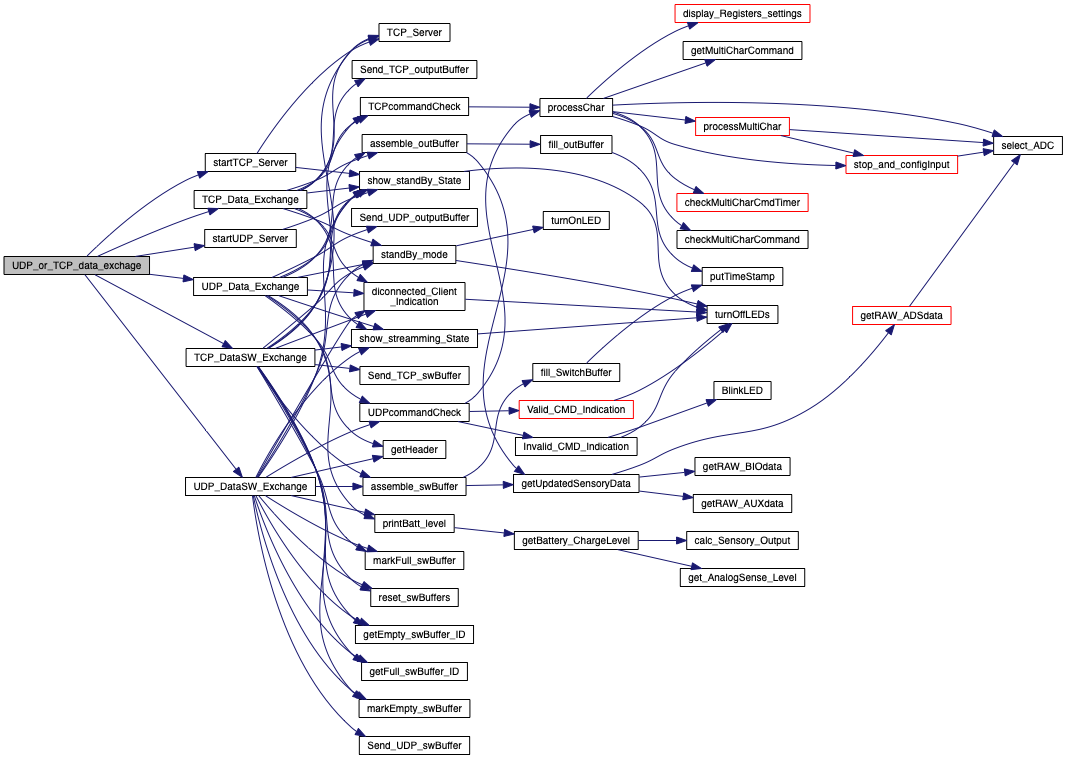 UDP_or_TCP_data_exchage
startTCP_Server
TCP_Data_Exchange
startUDP_Server
UDP_Data_Exchange
TCP_DataSW_Exchange
UDP_DataSW_Exchange
TCP_Server
Send_TCP_outputBuffer
TCPcommandCheck
assemble_outBuffer
show_standBy_State
Send_UDP_outputBuffer
standBy_mode
diconnected_Client
_Indication
show_streamming_State
Send_TCP_swBuffer
UDPcommandCheck
getHeader
assemble_swBuffer
printBatt_level
markFull_swBuffer
reset_swBuffers
getEmpty_swBuffer_ID
getFull_swBuffer_ID
markEmpty_swBuffer
Send_UDP_swBuffer
processChar
fill_outBuffer
turnOnLED
fill_SwitchBuffer
Valid_CMD_Indication
Invalid_CMD_Indication
getUpdatedSensoryData
getBattery_ChargeLevel
display_Registers_settings
getMultiCharCommand
processMultiChar
checkMultiCharCmdTimer
checkMultiCharCommand
putTimeStamp
turnOffLEDs
BlinkLED
getRAW_BIOdata
getRAW_AUXdata
calc_Sensory_Output
get_AnalogSense_Level
stop_and_configInput
getRAW_ADSdata
select_ADC